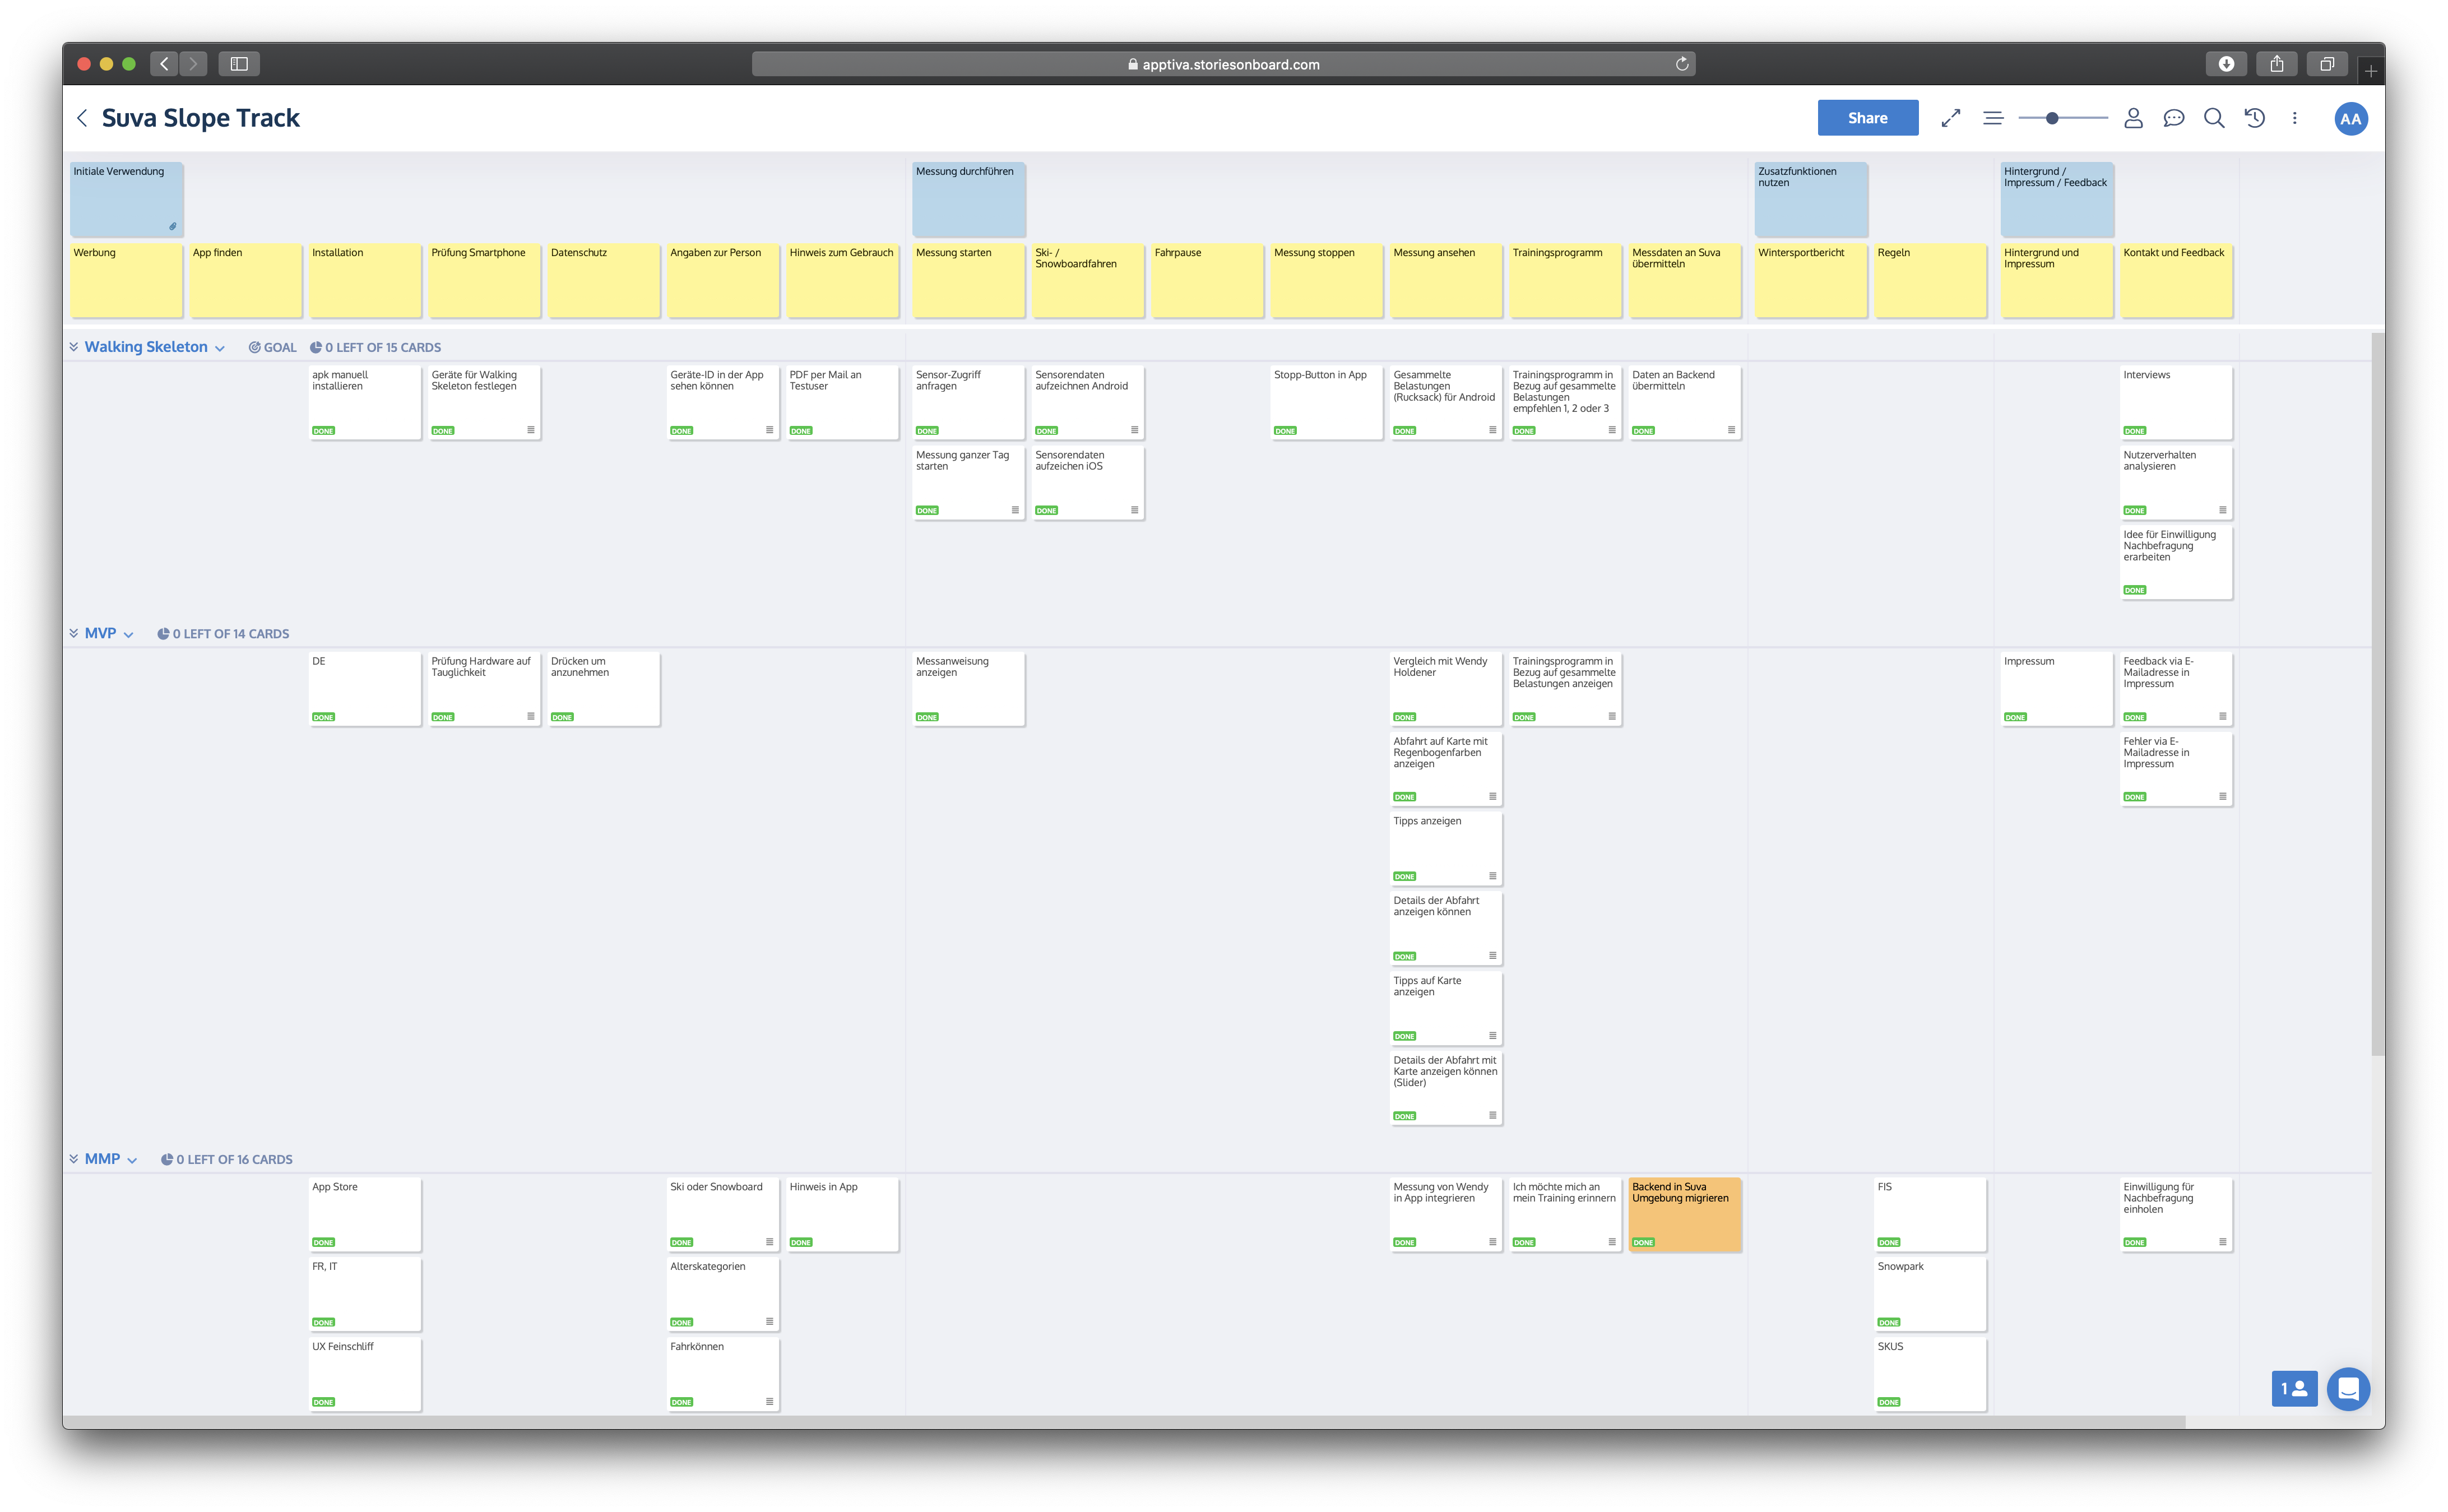 apptiva.storiesonboard.com
Suva Slope Track
Share
AA
Initiale Verwendung
Messung durchführen
Zusatzfunktionen
nutzen
Hintergrund /
Impressum / Feedback
Werbung
App finden
Installation
Prüfung Smartphone
Datenschutz
Angaben zur Person
Hinweis zum Gebrauch
Messung starten
Ski- /
Snowboardfahren
Fahrpause
Messung stoppen
Messung ansehen
Trainingsprogramm
Messdaten an Suva
übermitteln
Wintersportbericht
Regeln
Hintergrund und
Impressum
Kontakt und Feedback
Walking Skeleton
GOAL
0 LEFT OF 15 CARDS
apk manuell
installieren
DONE
Geräte für Walking
Skeleton festlegen
DONE
Geräte-ID in der App
sehen können
DONE
PDF per Mail an
Testuser
DONE
Sensor-Zugriff
anfragen
DONE
Sensorendaten
aufzeichnen Android
DONE
Stopp-Button in App
DONE
Gesammelte
Belastungen
(Rucksack) für Android
DONE
Trainingsprogramm in
Bezug auf gesammelte
Belastungen
empfehlen 1, 2 oder 3
DONE
Daten an Backend
übermitteln
DONE
Interviews
DONE
Messung ganzer Tag
starten
DONE
Sensorendaten
aufzeichen iOS
DONE
Nutzerverhalten
analysieren
DONE
Idee für Einwilligung
Nachbefragung
erarbeiten
DONE
MVP
0 LEFT OF 14 CARDS
DE
DONE
Prüfung Hardware auf
Tauglichkeit
DONE
Drücken um
anzunehmen
DONE
Messanweisung
anzeigen
DONE
Vergleich mit Wendy
Holdener
DONE
Trainingsprogramm in
Bezug auf gesammelte
Belastungen anzeigen
DONE
Impressum
DONE
Feedback via E-
Mailadresse in
Impressum
DONE
Abfahrt auf Karte mit
Regenbogenfarben
anzeigen
DONE
Fehler via E-
Mailadresse in
Impressum
DONE
Tipps anzeigen
DONE
Details der Abfahrt
anzeigen können
DONE
Tipps auf Karte
anzeigen
DONE
Details der Abfahrt mit
Karte anzeigen können
(Slider)
DONE
MMP
0 LEFT OF 16 CARDS
App Store
DONE
Ski oder Snowboard
DONE
Hinweis in App
DONE
Messung von Wendy
in App integrieren
DONE
Ich möchte mich an
mein Training erinnern
DONE
Backend in Suva
Umgebung migrieren
DONE
FIS
DONE
Einwilligung für
Nachbefragung
einholen
DONE
FR, IT
DONE
Alterskategorien
DONE
Snowpark
DONE
UX Feinschliff
DONE
Fahrkönnen
DONE
SKUS
DONE
1